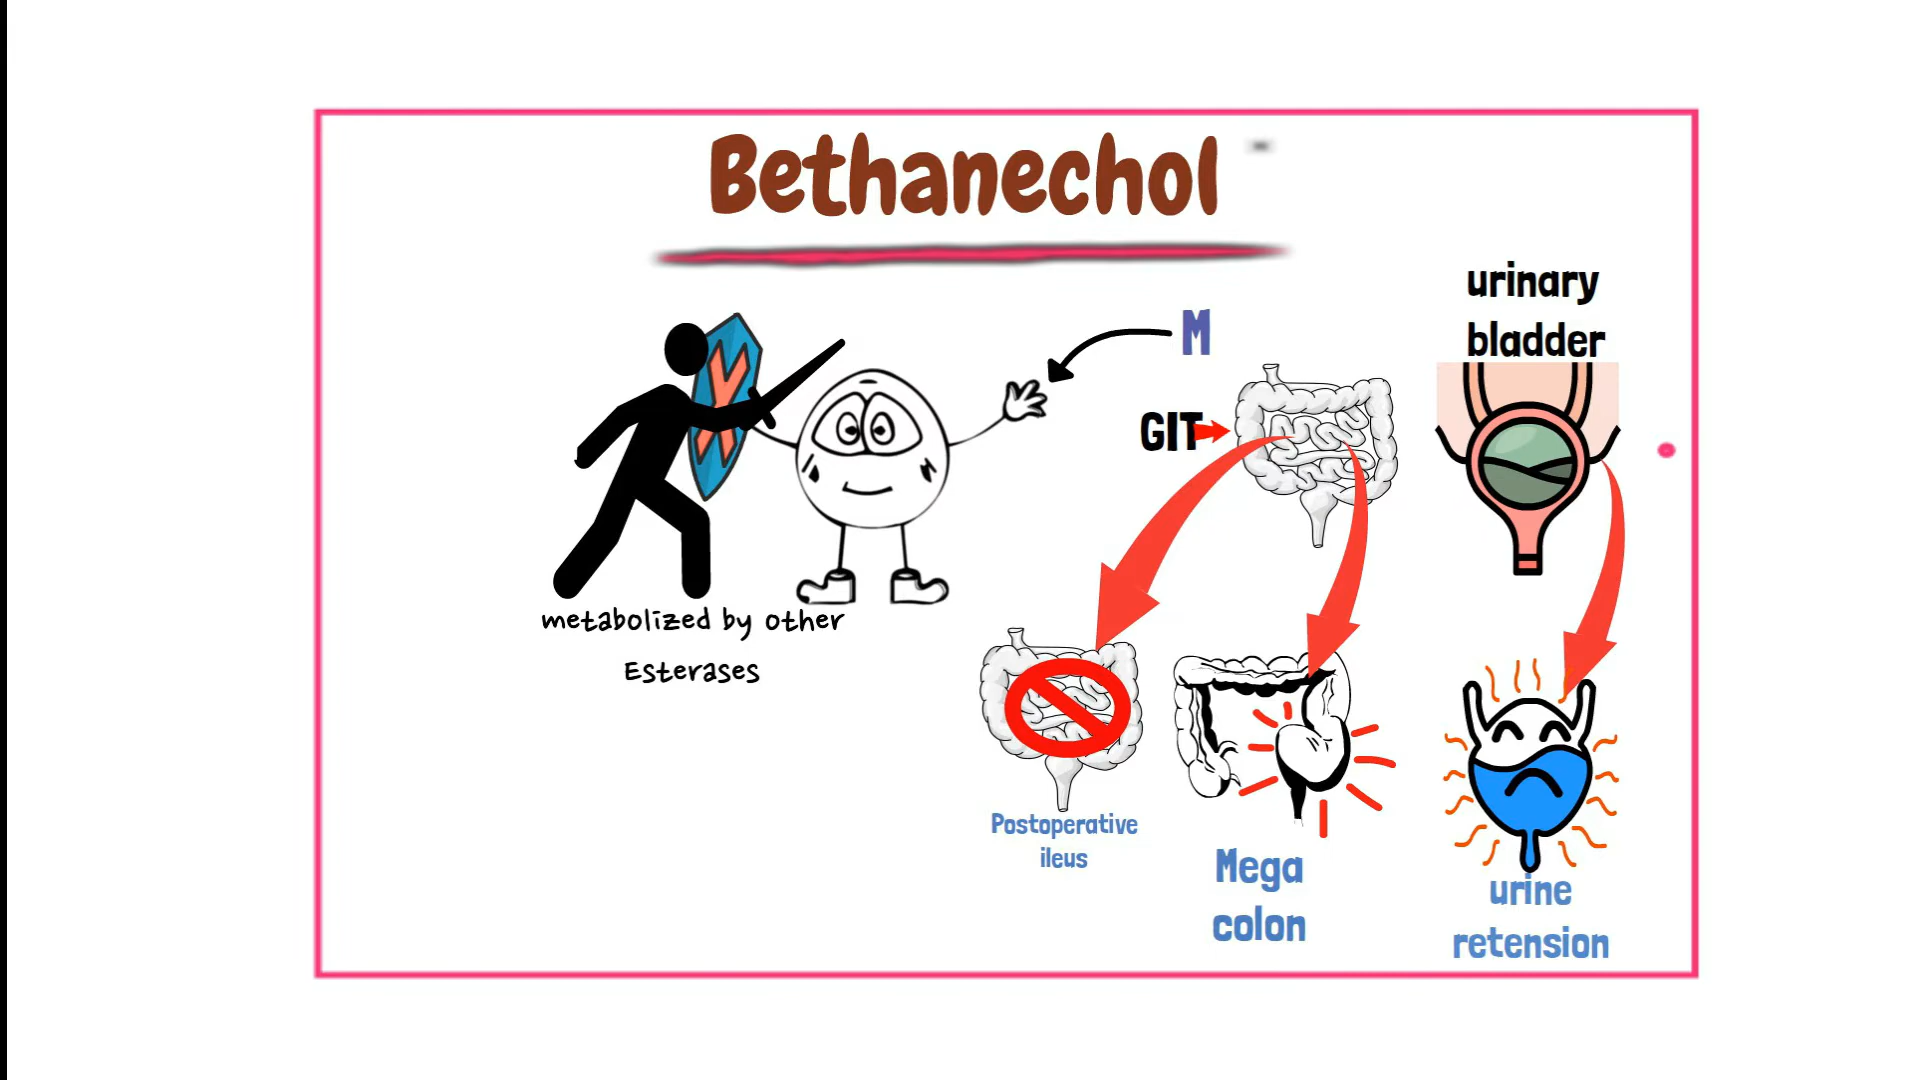 Bethanechol
M
GIT
urinary
bladder
metabolized by other
Esterases
Postoperative
ileus
Mega
colon
urine
retension